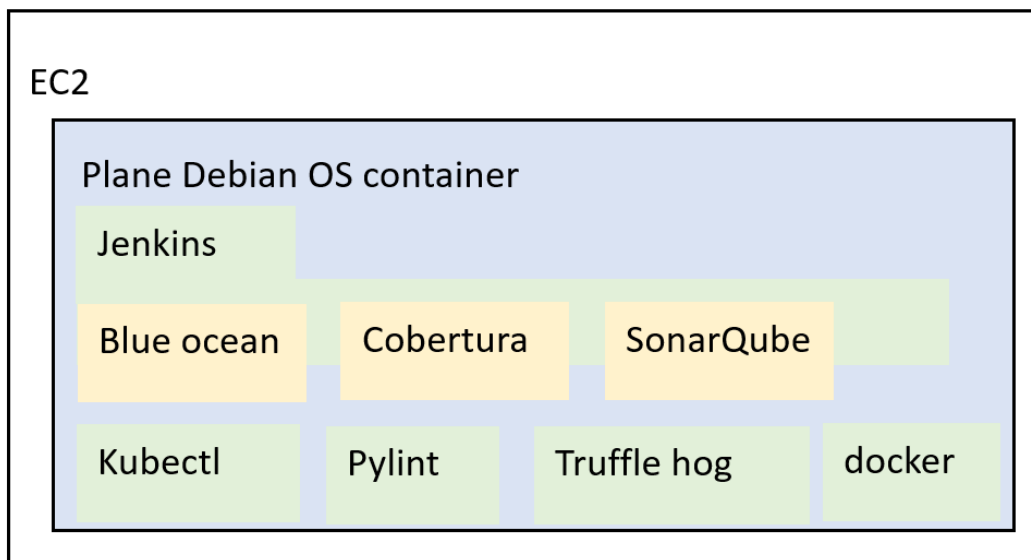 EC2
Plane Debian OS container
Jenkins
Blue ocean
Cobertura
SonarQube
Kubectl
Pylint
Truffle hog
docker